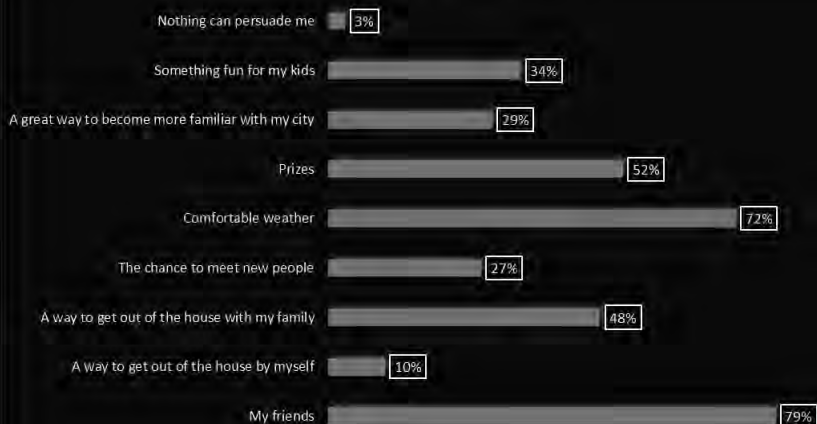 Nothing can persuade me 3%
Something fun for my kids 34%
A great way to become more familiar with my city 29%
Prizes 52%
Comfortable weather 72%
The chance to meet new people 27%
A way to get out of the house with my family 48%
A way to get out of the house by myself 10%
My friends 79%